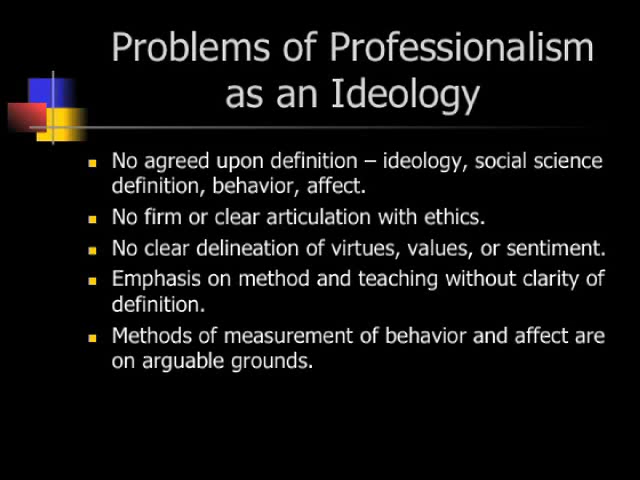 Problems of Professionalism
as an Ideology
No agreed upon definition – ideology, social science
definition, behavior, affect.
No firm or clear articulation with ethics.
No clear delineation of virtues, values, or sentiment.
Emphasis on method and teaching without clarity of
definition.
Methods of measurement of behavior and affect are
on arguable grounds.